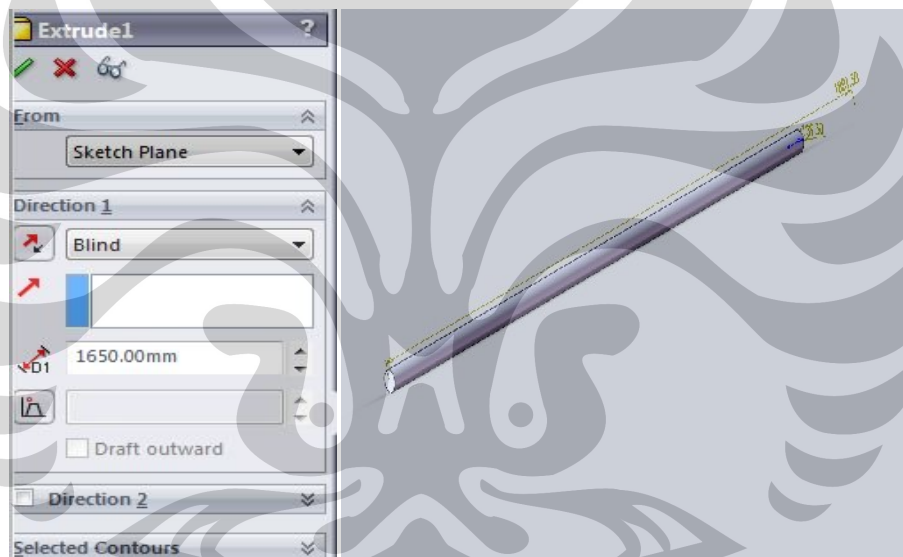 Extrude1 ?
From
Sketch Plane
Direction 1
Blind
D1 1650.00mm
Draft outward
Direction 2
Selected Contours